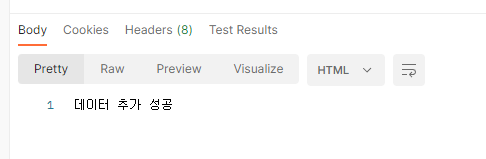 Body Cookies Headers (8) Test Results
Pretty Raw Preview Visualize HTML
1 데이터 추가 성공